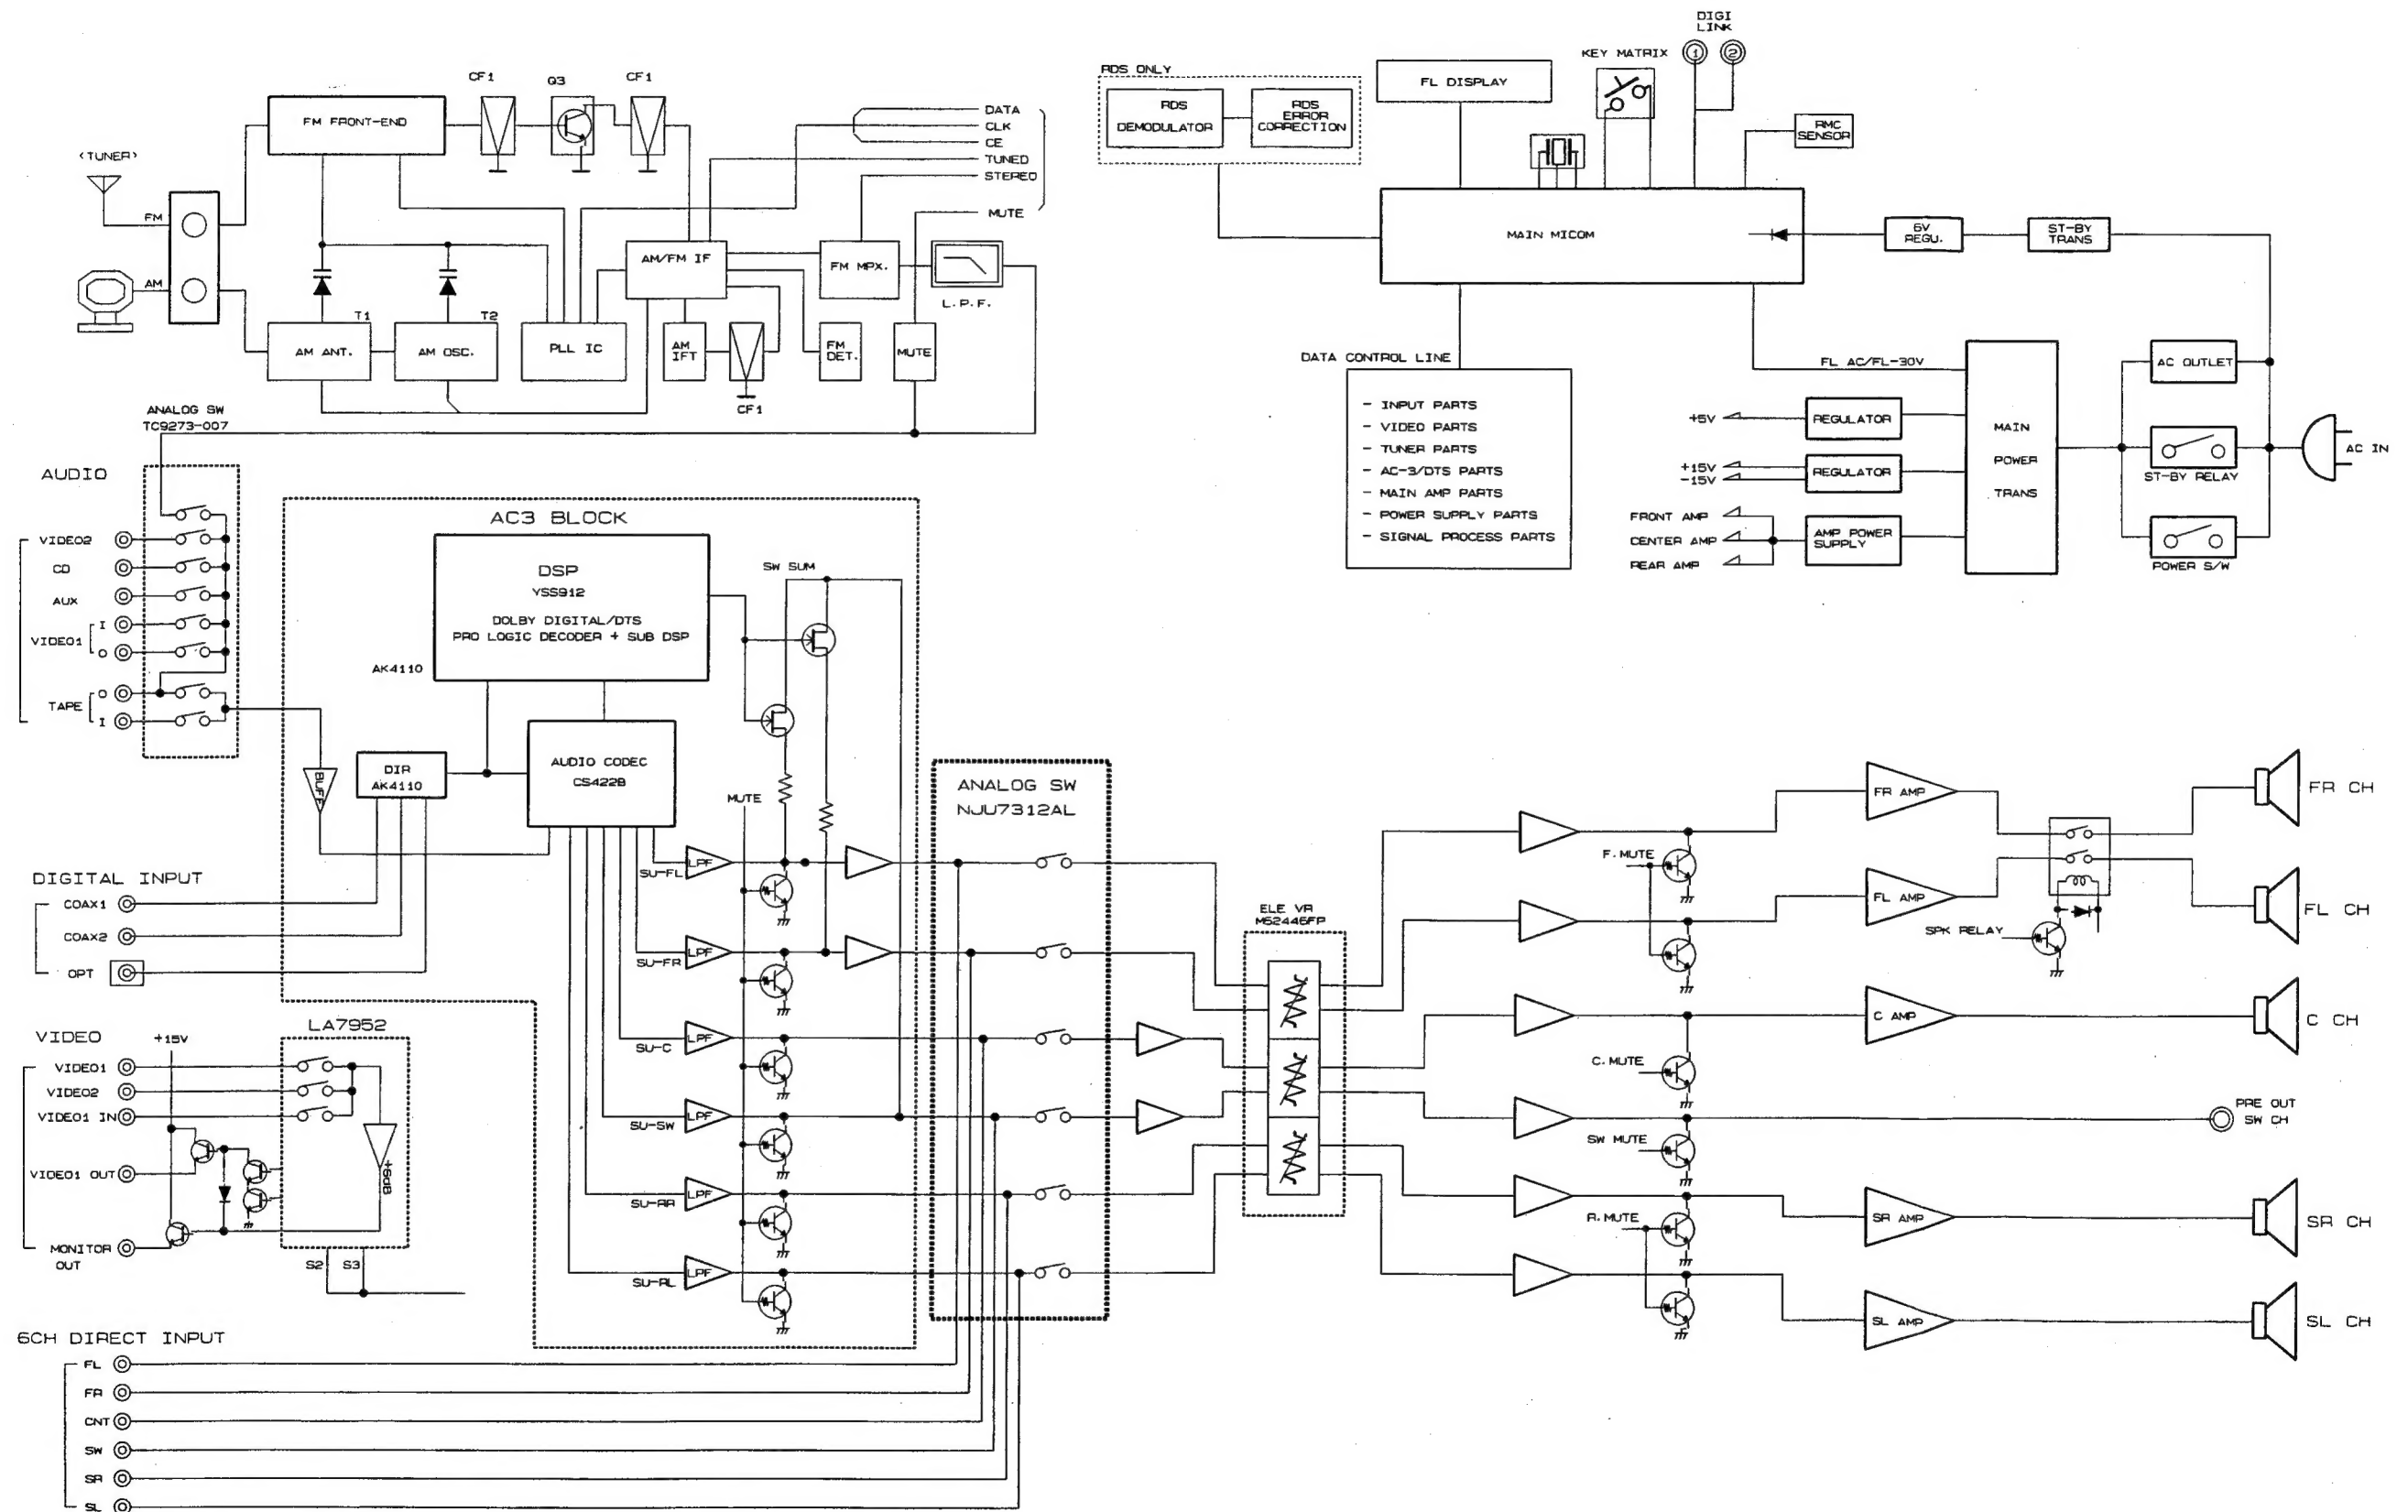 <TUNER>
FM
AM
FM FRONT-END
CF1
Q3
CF1
DATA
CLK
CE
TUNED
STEREO
MUTE
AM/FM IF
FM MPX.
L.P.F.
T1
AM ANT.
T2
AM OSC.
PLL IC
AM
IFT
CF1
FM
DET.
MUTE
RDS ONLY
RDS
DEMODULATOR
RDS
ERROR
CORRECTION
FL DISPLAY
KEY MATRIX
DIGI
LINK
1
2
RMC
SENSOR
MAIN MICOM
6V
REGU.
ST-BY
TRANS
DATA CONTROL LINE
- INPUT PARTS
- VIDEO PARTS
- TUNER PARTS
- AC-3/DTS PARTS
- MAIN AMP PARTS
- POWER SUPPLY PARTS
- SIGNAL PROCESS PARTS
FL AC/FL-30V
+5V
REGULATOR
+15V
-15V
REGULATOR
FRONT AMP
CENTER AMP
REAR AMP
AMP POWER
SUPPLY
MAIN
POWER
TRANS
AC OUTLET
ST-BY RELAY
POWER S/W
AC IN
ANALOG SW
TC9273-007
AUDIO
VIDEO2
CD
AUX
VIDEO1
I
O
TAPE
O
I
AC3 BLOCK
DSP
YSS912
DOLBY DIGITAL/DTS
PRO LOGIC DECODER + SUB DSP
AK4110
SW SUM
BUFF
DIR
AK4110
AUDIO CODEC
CS4228
MUTE
DIGITAL INPUT
COAX1
COAX2
OPT
LPF
SU-FL
LPF
SU-FR
LPF
SU-C
LPF
SU-SW
LPF
SU-RR
LPF
SU-RL
ANALOG SW
NJU7312AL
ELE VR
M62446FP
F.MUTE
C.MUTE
SW MUTE
R.MUTE
FR AMP
FL AMP
C AMP
SR AMP
SL AMP
SPK RELAY
FR CH
FL CH
C CH
PRE OUT
SW CH
SR CH
SL CH
VIDEO
+15V
LA7952
VIDEO1
VIDEO2
VIDEO1 IN
VIDEO1 OUT
MONITOR
OUT
+6dB
S2
S3
6CH DIRECT INPUT
FL
FR
CNT
SW
SR
SL